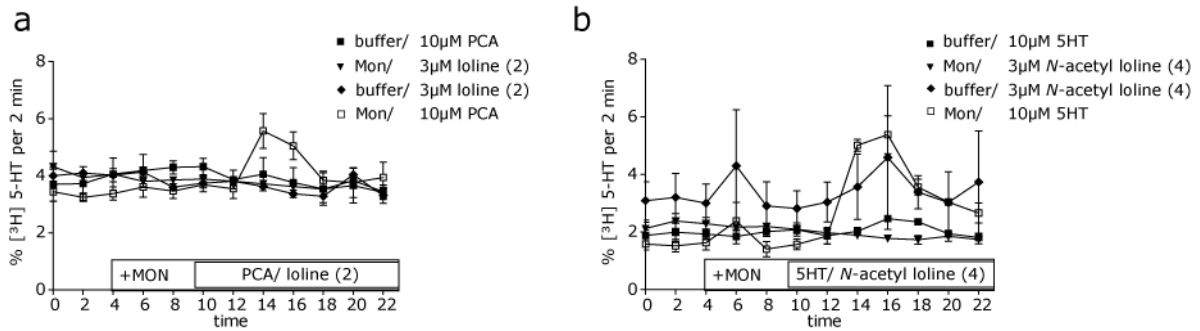 a
buffer/ 10μM PCA
Mon/ 3μM loline (2)
buffer/ 3μM loline (2)
Mon/ 10μM PCA
% [³H] 5-HT per 2 min
8
6
4
2
0
+MON
PCA/ loline (2)
0 2 4 6 8 10 12 14 16 18 20 22
time
b
buffer/ 10μM 5HT
Mon/ 3μM N-acetyl loline (4)
buffer/ 3μM N-acetyl loline (4)
Mon/ 10μM 5HT
% [³H] 5-HT per 2 min
8
6
4
2
0
+MON
5HT/ N-acetyl loline (4)
0 2 4 6 8 10 12 14 16 18 20 22
time